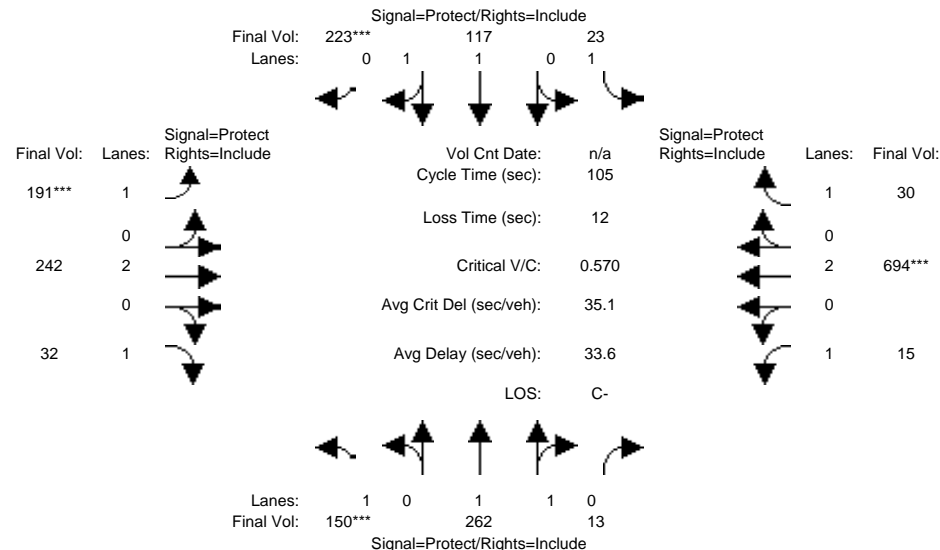 Signal=Protect/Rights=Include
Final Vol: 223*** 117 23
Lanes: 0 1 1 0 1
Signal=Protect Signal=Protect
Final Vol: Lanes: Rights=Include Vol Cnt Date: n/a Rights=Include Lanes: Final Vol:
Cycle Time (sec): 105
191*** 1 1 30
Loss Time (sec): 12
0 0
242 2 Critical V/C: 0.570 2 694***
0 Avg Crit Del (sec/veh): 35.1 0
32 1 Avg Delay (sec/veh): 33.6 1 15
LOS: C-
Lanes: 1 0 1 1 0
Final Vol: 150*** 262 13
Signal=Protect/Rights=Include